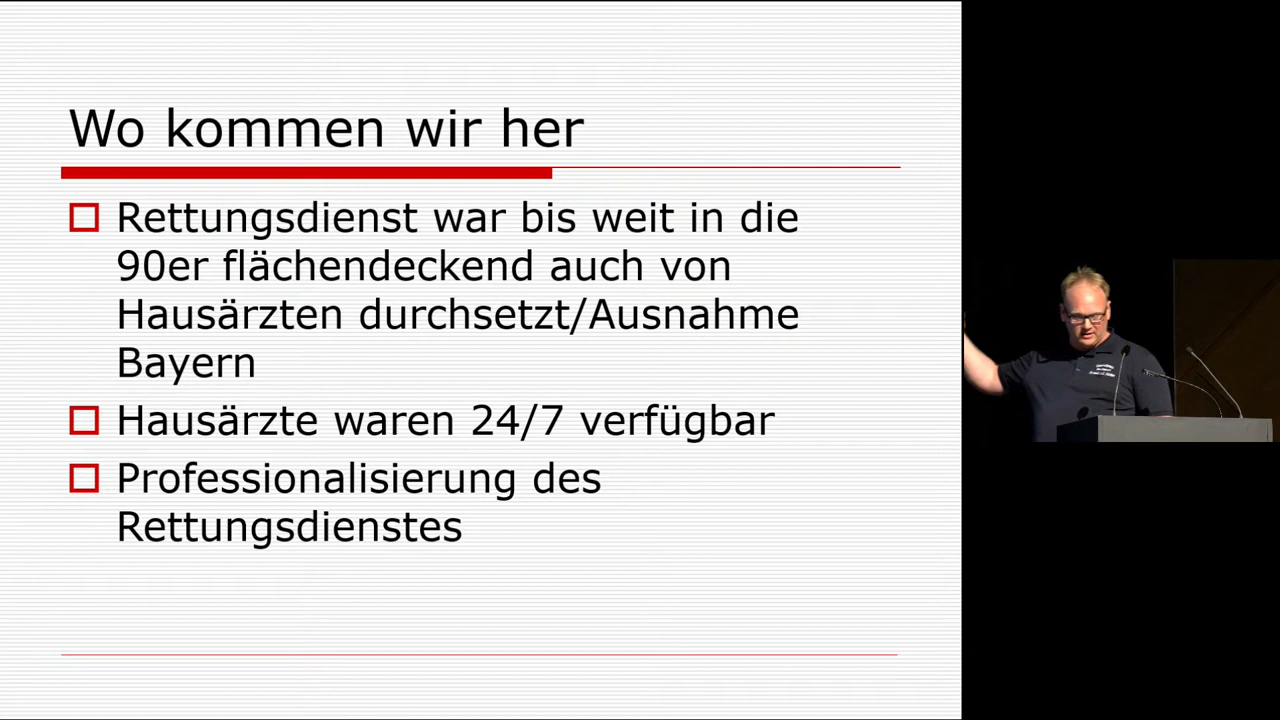 Wo kommen wir her
Rettungsdienst war bis weit in die
90er flächendeckend auch von
Hausärzten durchsetzt/Ausnahme
Bayern
Hausärzte waren 24/7 verfügbar
Professionalisierung des
Rettungsdienstes